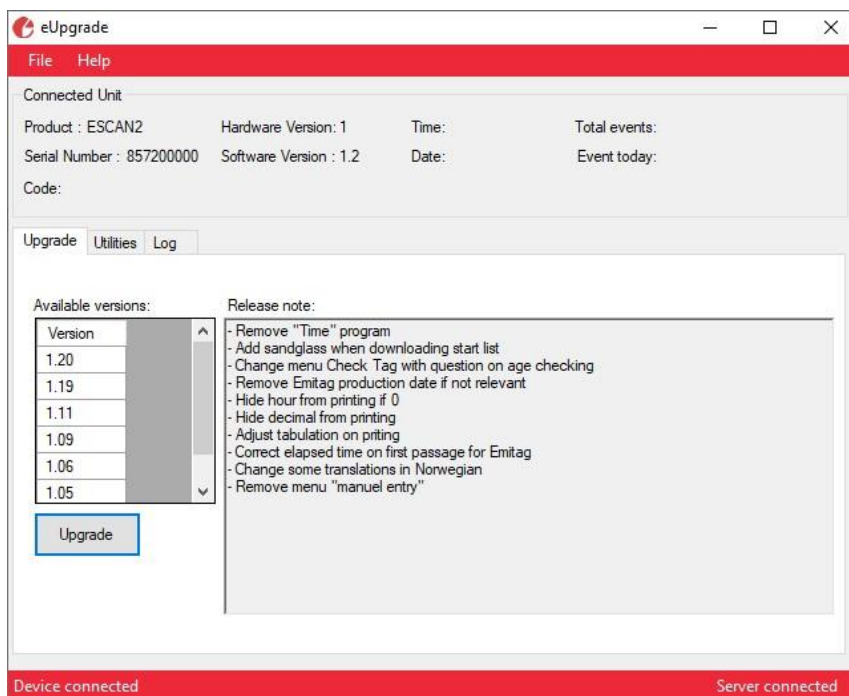 eUpgrade
File Help
Connected Unit
Product : ESCAN2 Hardware Version: 1 Time: Total events:
Serial Number : 857200000 Software Version : 1.2 Date: Event today:
Code:
Upgrade Utilities Log
Available versions: Release note:
Version
1.20
1.19
1.11
1.09
1.06
1.05
Upgrade
- Remove "Time" program
- Add sandglass when downloading start list
- Change menu Check Tag with question on age checking
- Remove Emitag production date if not relevant
- Hide hour from printing if 0
- Hide decimal from printing
- Adjust tabulation on priting
- Correct elapsed time on first passage for Emitag
- Change some translations in Norwegian
- Remove menu "manuel entry"
Device connected Server connected